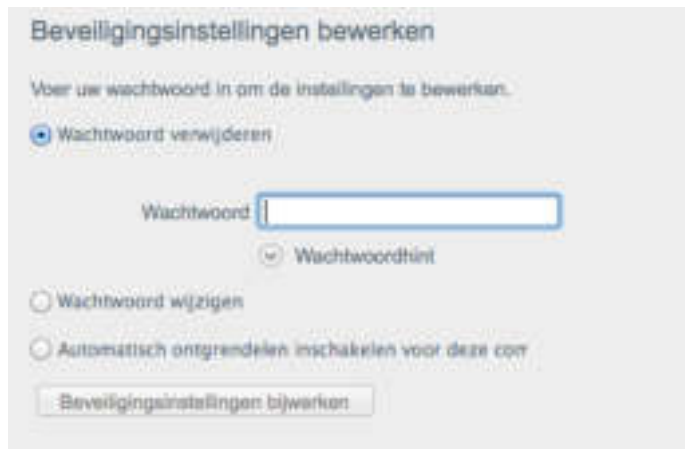 Beveiligingsinstellingen bewerken
Voer uw wachtwoord in om de instellingen te bewerken.
Wachtwoord verwijderen
Wachtwoord
Wachtwoordhint
Wachtwoord wijzigen
Automatisch ontgrendelen inschakelen voor deze com
Beveiligingsinstellingen bijwerken